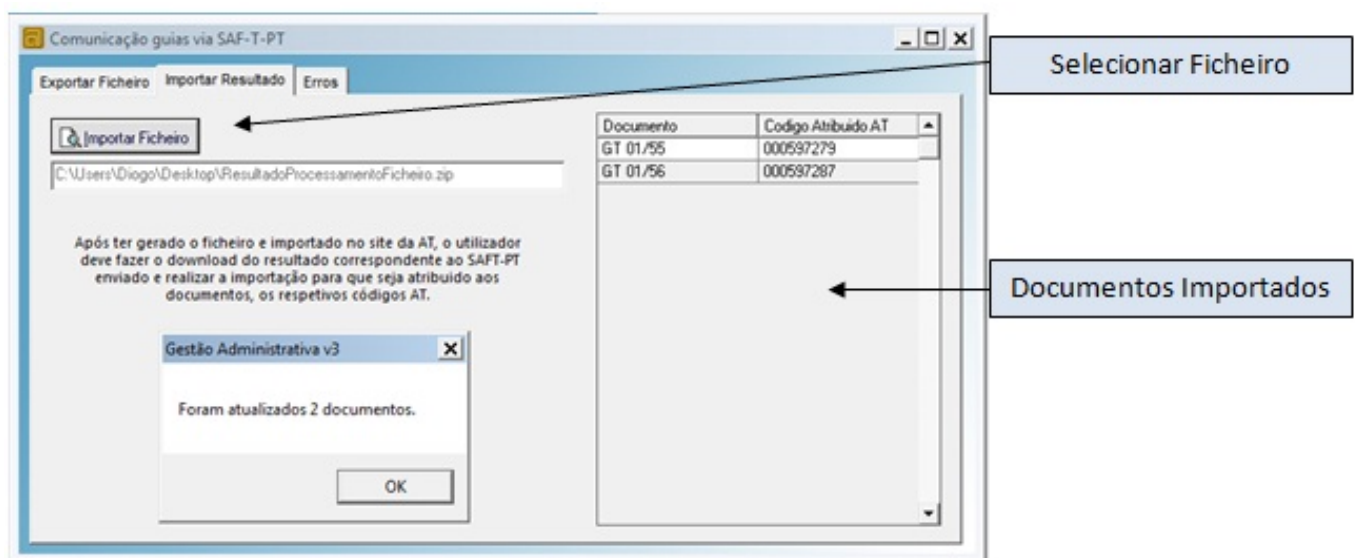 Comunicação guias via SAF-T-PT
Exportar Ficheiro Importar Resultado Erros
Importar Ficheiro
C:\Users\Diogo\Desktop\ResultadoProcessamentoFicheiro.zip
Após ter gerado o ficheiro e importado no site da AT, o utilizador
deve fazer o download do resultado correspondente ao SAFT-PT
enviado e realizar a importação para que seja atribuido aos
documentos, os respetivos códigos AT.
Gestão Administrativa v3
Foram atualizados 2 documentos.
OK
Documento Codigo Atribuido AT
GT 01/55 000597279
GT 01/56 000597287
Selecionar Ficheiro
Documentos Importados